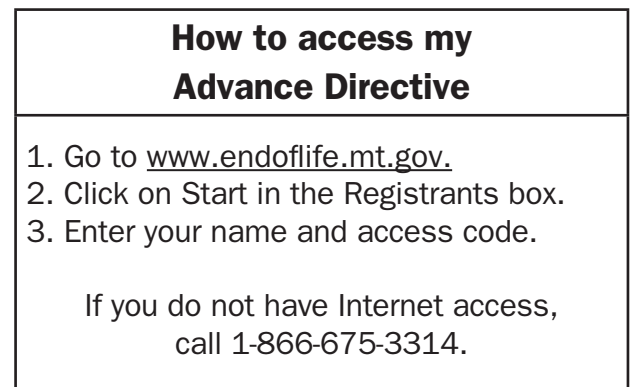 How to access my
Advance Directive
1. Go to www.endoflife.mt.gov.
2. Click on Start in the Registrants box.
3. Enter your name and access code.
If you do not have Internet access,
call 1-866-675-3314.